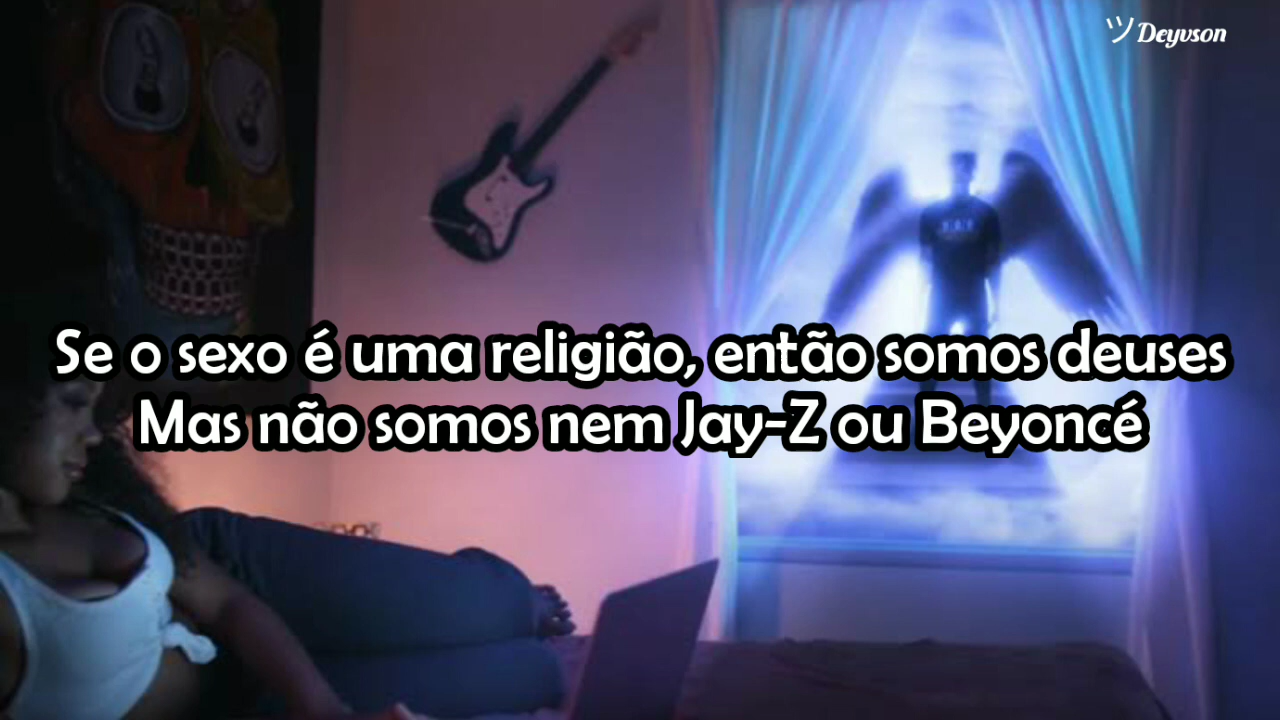 ツ Deyvson
Se o sexo é uma religião, então somos deuses
Mas não somos nem Jay-Z ou Beyoncé